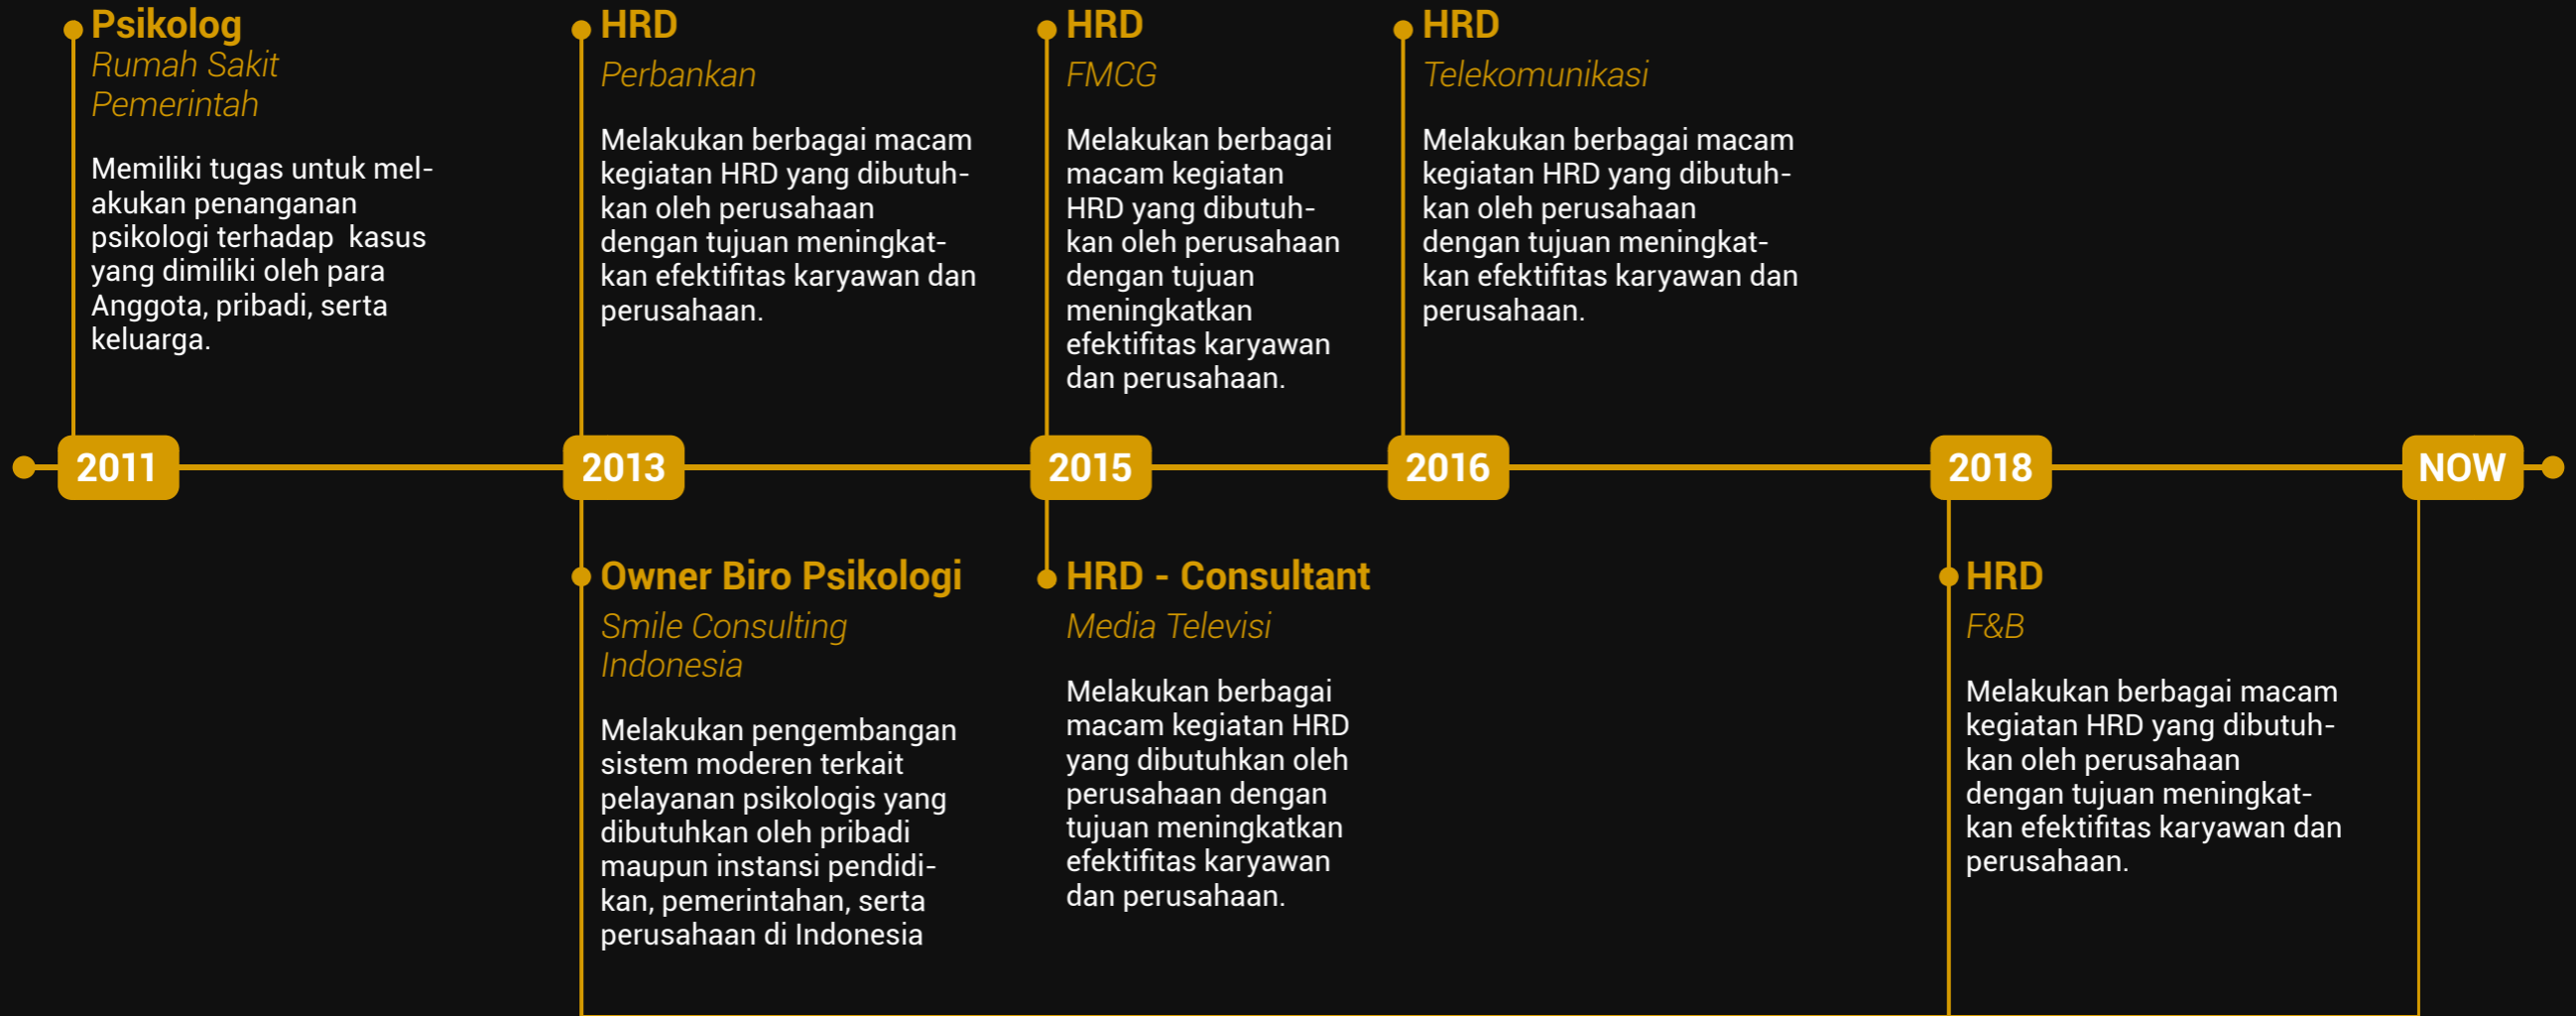 Psikolog
Rumah Sakit
Pemerintah
Memiliki tugas untuk mel-
akukan penanganan
psikologi terhadap  kasus
yang dimiliki oleh para
Anggota, pribadi, serta
keluarga.
HRD
Perbankan
Melakukan berbagai macam
kegiatan HRD yang dibutuh-
kan oleh perusahaan
dengan tujuan meningkat-
kan efektifitas karyawan dan
perusahaan.
HRD
FMCG
Melakukan berbagai
macam kegiatan
HRD yang dibutuh-
kan oleh perusahaan
dengan tujuan
meningkatkan
efektifitas karyawan
dan perusahaan.
HRD
Telekomunikasi
Melakukan berbagai macam
kegiatan HRD yang dibutuh-
kan oleh perusahaan
dengan tujuan meningkat-
kan efektifitas karyawan dan
perusahaan.
2011
2013
2015
2016
2018
NOW
Owner Biro Psikologi
Smile Consulting
Indonesia
Melakukan pengembangan
sistem moderen terkait
pelayanan psikologis yang
dibutuhkan oleh pribadi
maupun instansi pendidi-
kan, pemerintahan, serta
perusahaan di Indonesia
HRD - Consultant
Media Televisi
Melakukan berbagai
macam kegiatan HRD
yang dibutuhkan oleh
perusahaan dengan
tujuan meningkatkan
efektifitas karyawan
dan perusahaan.
HRD
F&B
Melakukan berbagai macam
kegiatan HRD yang dibutuh-
kan oleh perusahaan
dengan tujuan meningkat-
kan efektifitas karyawan dan
perusahaan.